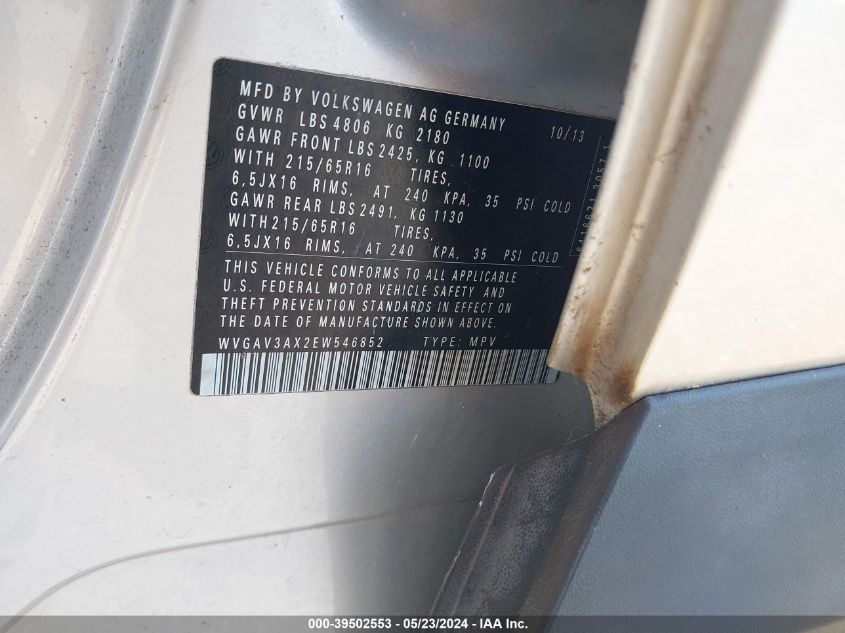 MFD BY VOLKSWAGEN AG GERMANY 10/13
GVWR LBS 4806 KG 2180
GAWR FRONT LBS 2425, KG 1100
WITH 215/65R16 TIRES,
6,5JX16 RIMS, AT 240 KPA, 35 PSI COLD
GAWR REAR LBS 2491, KG 1130
WITH 215/65R16 TIRES,
6,5JX16 RIMS, AT 240 KPA, 35 PSI COLD
THIS VEHICLE CONFORMS TO ALL APPLICABLE
U.S. FEDERAL MOTOR VEHICLE SAFETY AND
THEFT PREVENTION STANDARDS IN EFFECT ON
THE DATE OF MANUFACTURE SHOWN ABOVE.
WVGAV3AX2EW546852 TYPE: MPV
000-39502553 / 05/23/2024 - IAA Inc.